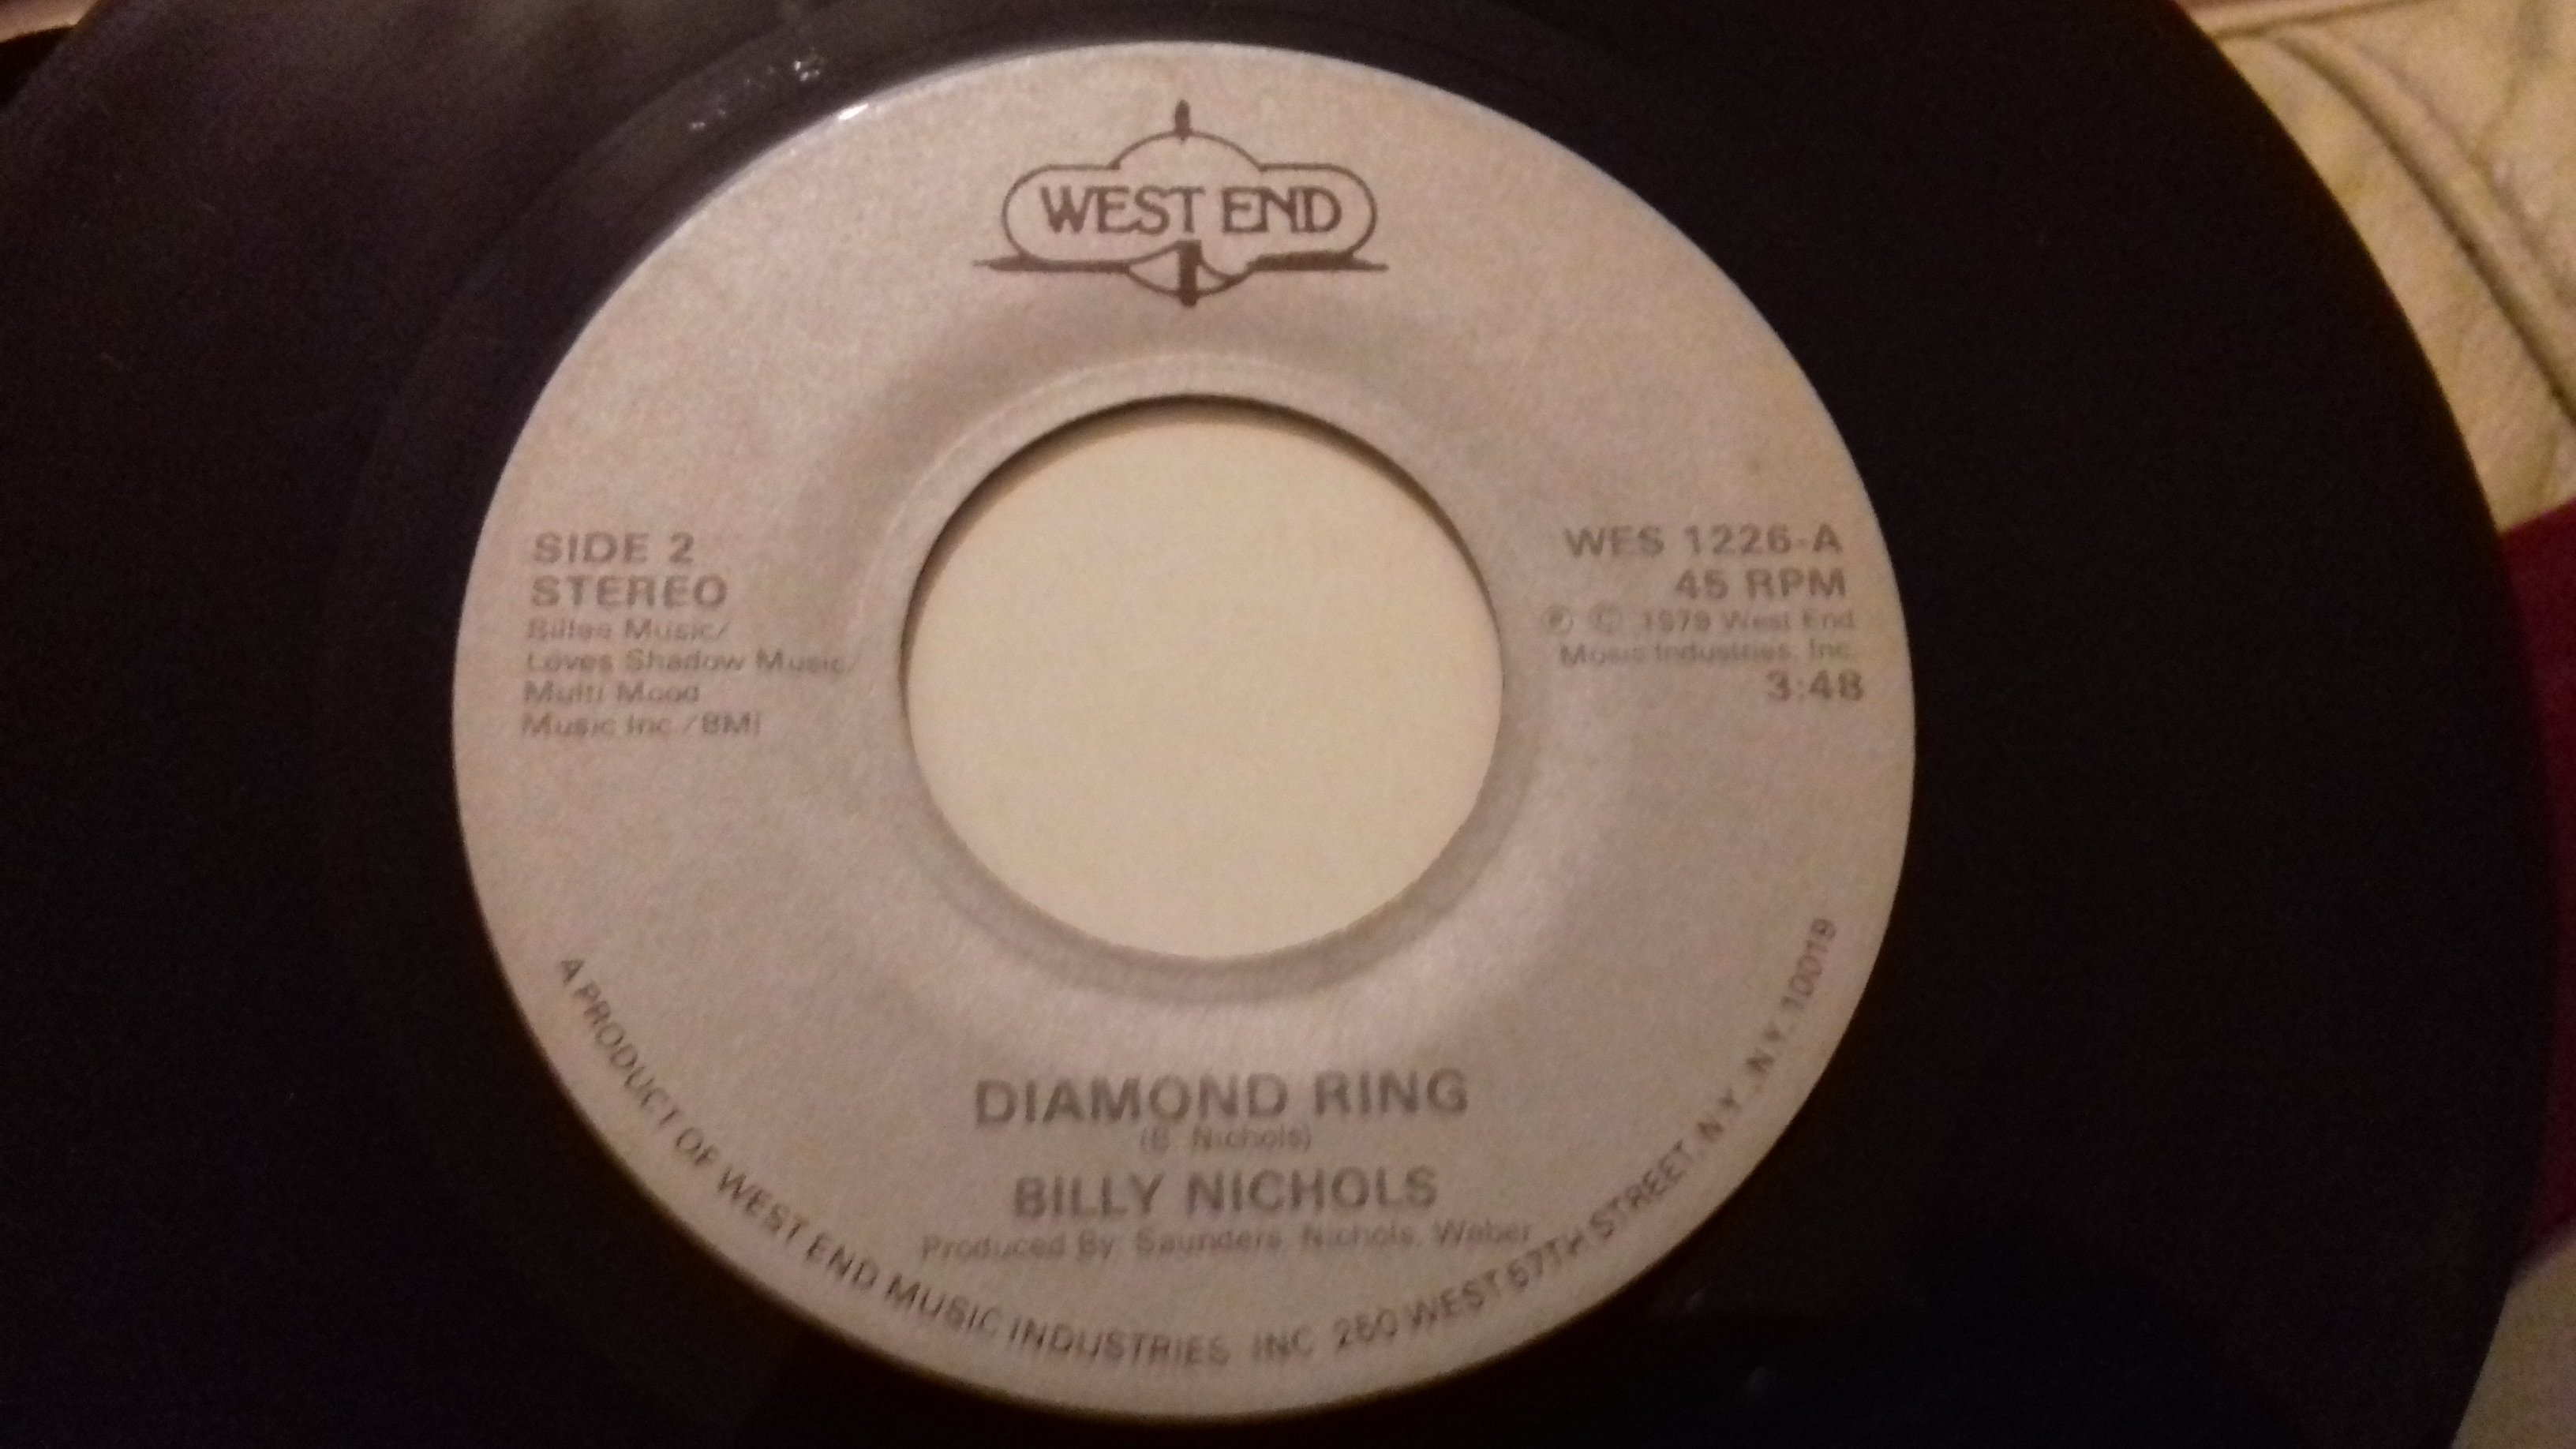 WEST END
SIDE 2
STEREO
Billee Music/
Loves Shadow Music/
Multi Mood
Music Inc./BMI
WES 1226-A
45 RPM
Ⓟ © 1979 West End
Music Industries, Inc.
3:48
DIAMOND RING
(B. Nichols)
BILLY NICHOLS
Produced By: Saunders, Nichols, Weber
A PRODUCT OF WEST END MUSIC INDUSTRIES INC 250 WEST 57TH STREET, N.Y., N.Y. 10019